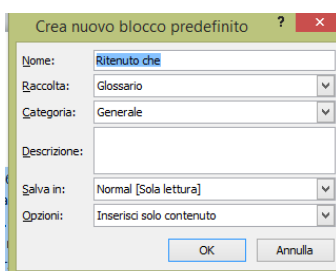 Crea nuovo blocco predefinito ? ×
Nome: Ritenuto che
Raccolta: Glossario
Categoria: Generale
Descrizione:
Salva in: Normal [Sola lettura]
Opzioni: Inserisci solo contenuto
OK Annulla